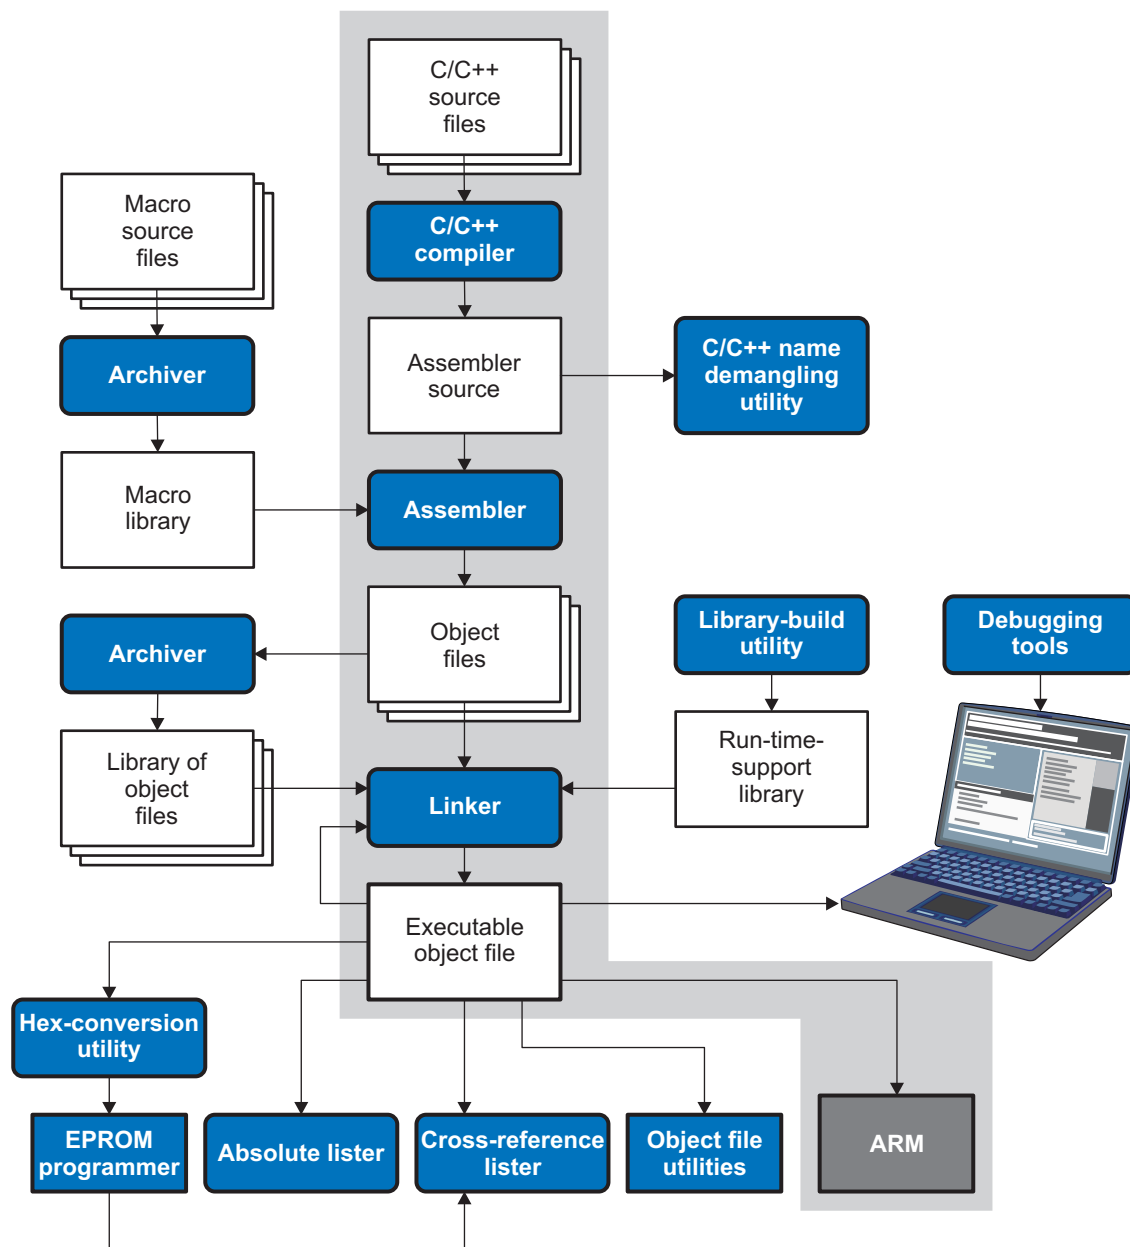 C/C++
source
files
Macro
source
files
C/C++
compiler
Archiver
Assembler
source
C/C++ name
demangling
utility
Macro
library
Assembler
Archiver
Object
files
Library-build
utility
Debugging
tools
Library of
object
files
Linker
Run-time-
support
library
Executable
object file
Hex-conversion
utility
EPROM
programmer
Absolute lister
Cross-reference
lister
Object file
utilities
ARM